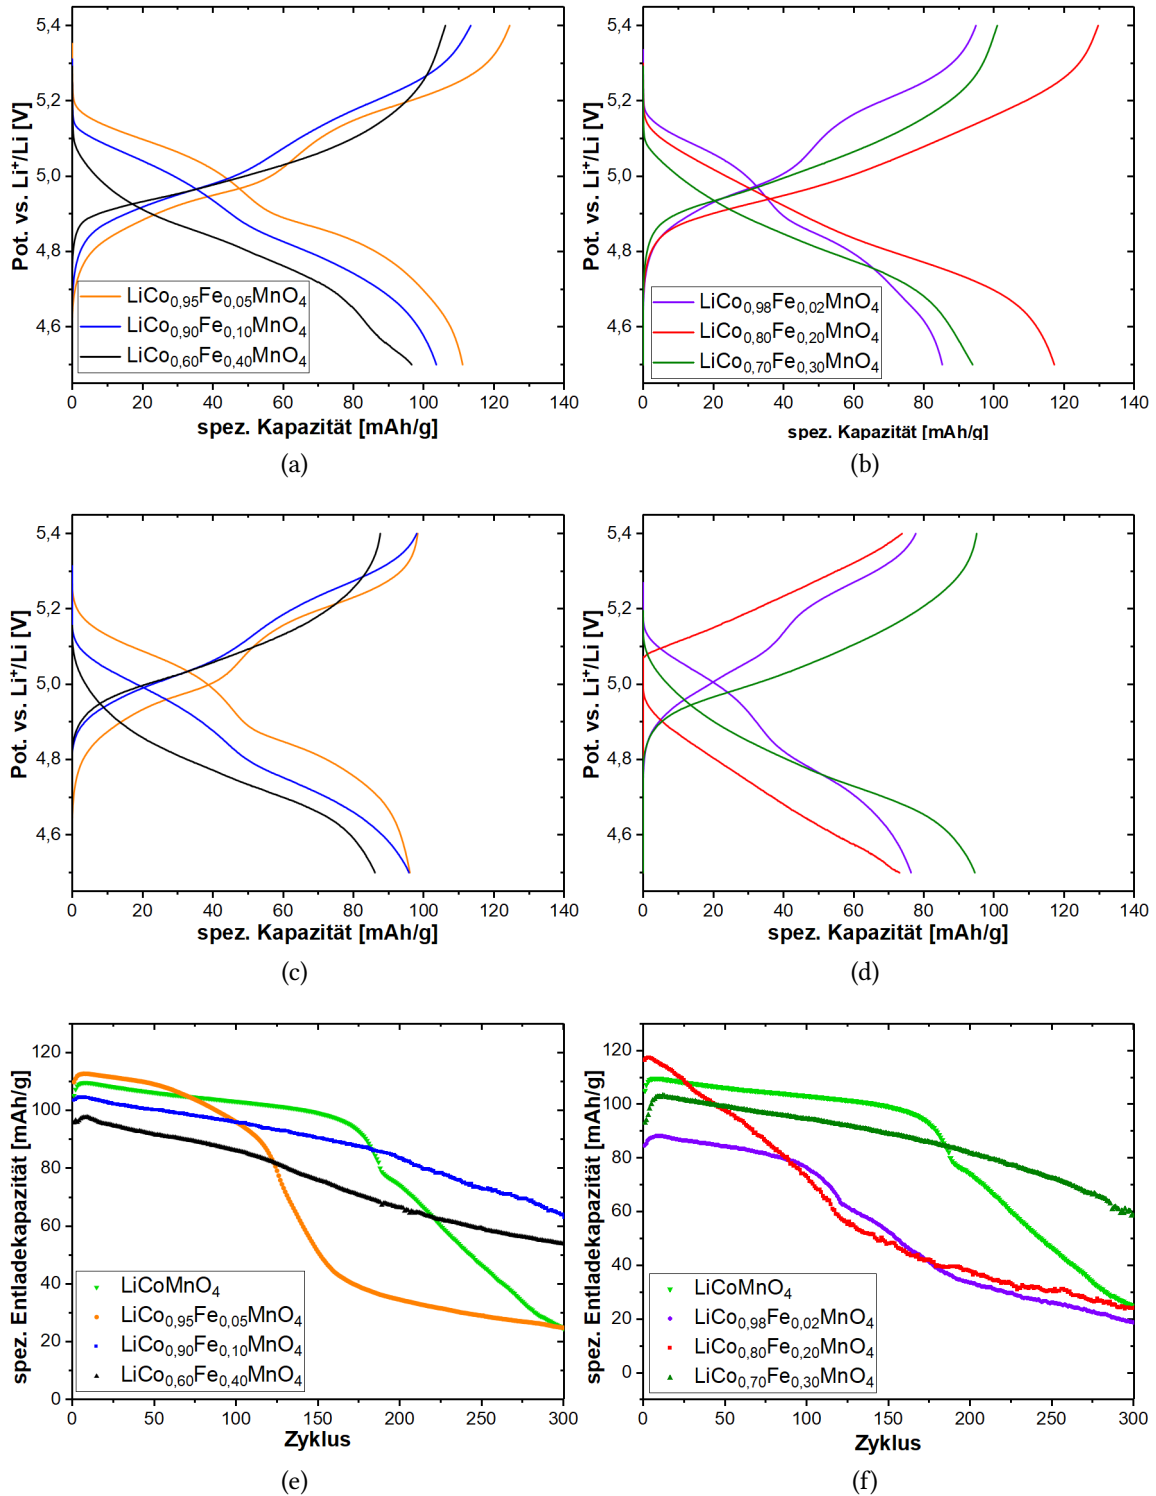 5,4
5,2
5,0
4,8
4,6
Pot. vs. Li⁺/Li [V]
LiCo₀,₉₅Fe₀,₀₅MnO₄
LiCo₀,₉₀Fe₀,₁₀MnO₄
LiCo₀,₆₀Fe₀,₄₀MnO₄
0 20 40 60 80 100 120 140
spez. Kapazität [mAh/g]
(a)
5,4
5,2
5,0
4,8
4,6
Pot. vs. Li⁺/Li [V]
LiCo₀,₉₈Fe₀,₀₂MnO₄
LiCo₀,₈₀Fe₀,₂₀MnO₄
LiCo₀,₇₀Fe₀,₃₀MnO₄
0 20 40 60 80 100 120 140
spez. Kapazität [mAh/g]
(b)
5,4
5,2
5,0
4,8
4,6
Pot. vs. Li⁺/Li [V]
0 20 40 60 80 100 120 140
spez. Kapazität [mAh/g]
(c)
5,4
5,2
5,0
4,8
4,6
Pot. vs. Li⁺/Li [V]
0 20 40 60 80 100 120 140
spez. Kapazität [mAh/g]
(d)
120
100
80
60
40
20
0
spez. Entladekapazität [mAh/g]
LiCoMnO₄
LiCo₀,₉₅Fe₀,₀₅MnO₄
LiCo₀,₉₀Fe₀,₁₀MnO₄
LiCo₀,₆₀Fe₀,₄₀MnO₄
0 50 100 150 200 250 300
Zyklus
(e)
120
100
80
60
40
20
0
spez. Entladekapazität [mAh/g]
LiCoMnO₄
LiCo₀,₉₈Fe₀,₀₂MnO₄
LiCo₀,₈₀Fe₀,₂₀MnO₄
LiCo₀,₇₀Fe₀,₃₀MnO₄
0 50 100 150 200 250 300
Zyklus
(f)